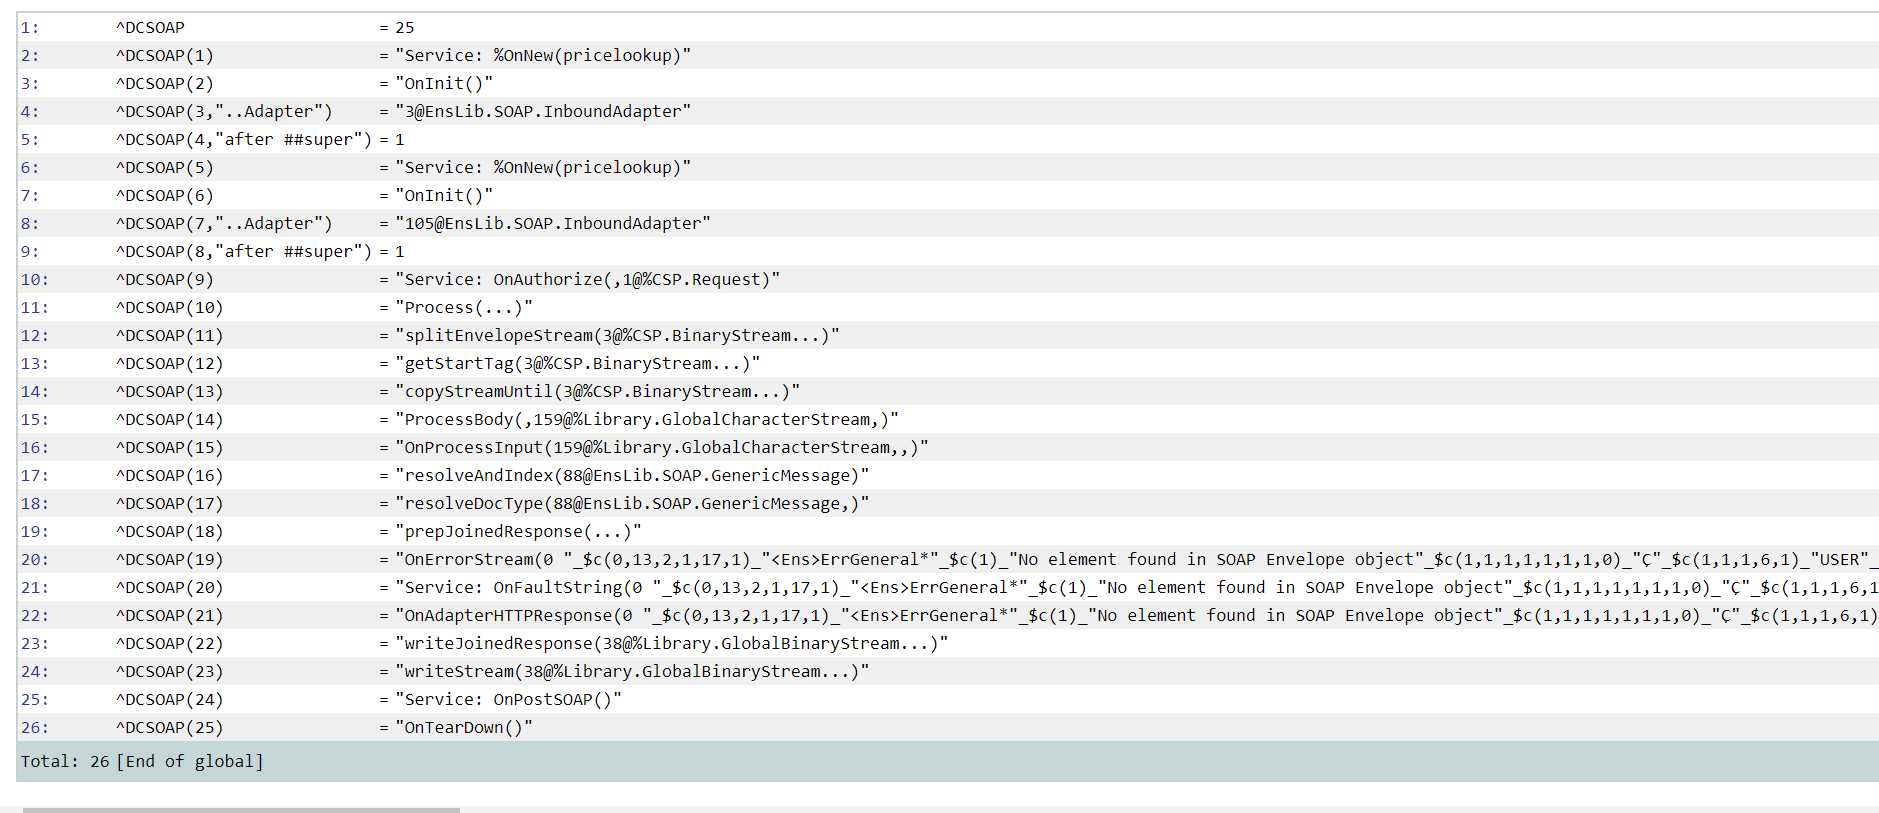 1: ^DCSOAP = 25
2: ^DCSOAP(1) = "Service: %OnNew(pricelookup)"
3: ^DCSOAP(2) = "OnInit()"
4: ^DCSOAP(3,"..Adapter") = "3@EnsLib.SOAP.InboundAdapter"
5: ^DCSOAP(4,"after ##super") = 1
6: ^DCSOAP(5) = "Service: %OnNew(pricelookup)"
7: ^DCSOAP(6) = "OnInit()"
8: ^DCSOAP(7,"..Adapter") = "105@EnsLib.SOAP.InboundAdapter"
9: ^DCSOAP(8,"after ##super") = 1
10: ^DCSOAP(9) = "Service: OnAuthorize(,1@%CSP.Request)"
11: ^DCSOAP(10) = "Process(...)"
12: ^DCSOAP(11) = "splitEnvelopeStream(3@%CSP.BinaryStream...)"
13: ^DCSOAP(12) = "getStartTag(3@%CSP.BinaryStream...)"
14: ^DCSOAP(13) = "copyStreamUntil(3@%CSP.BinaryStream...)"
15: ^DCSOAP(14) = "ProcessBody(,159@%Library.GlobalCharacterStream,)"
16: ^DCSOAP(15) = "OnProcessInput(159@%Library.GlobalCharacterStream,,)"
17: ^DCSOAP(16) = "resolveAndIndex(88@EnsLib.SOAP.GenericMessage)"
18: ^DCSOAP(17) = "resolveDocType(88@EnsLib.SOAP.GenericMessage,)"
19: ^DCSOAP(18) = "prepJoinedResponse(...)"
20: ^DCSOAP(19) = "OnErrorStream(0 "_$c(0,13,2,1,17,1)_"<Ens>ErrGeneral*"_$c(1)_"No element found in SOAP Envelope object"_$c(1,1,1,1,1,1,1,0)_"Ç"_$c(1,1,1,6,1)_"USER"_
21: ^DCSOAP(20) = "Service: OnFaultString(0 "_$c(0,13,2,1,17,1)_"<Ens>ErrGeneral*"_$c(1)_"No element found in SOAP Envelope object"_$c(1,1,1,1,1,1,1,0)_"Ç"_$c(1,1,1,6,1
22: ^DCSOAP(21) = "OnAdapterHTTPResponse(0 "_$c(0,13,2,1,17,1)_"<Ens>ErrGeneral*"_$c(1)_"No element found in SOAP Envelope object"_$c(1,1,1,1,1,1,1,0)_"Ç"_$c(1,1,1,6,1)
23: ^DCSOAP(22) = "writeJoinedResponse(38@%Library.GlobalBinaryStream...)"
24: ^DCSOAP(23) = "writeStream(38@%Library.GlobalBinaryStream...)"
25: ^DCSOAP(24) = "Service: OnPostSOAP()"
26: ^DCSOAP(25) = "OnTearDown()"
Total: 26 [End of global]